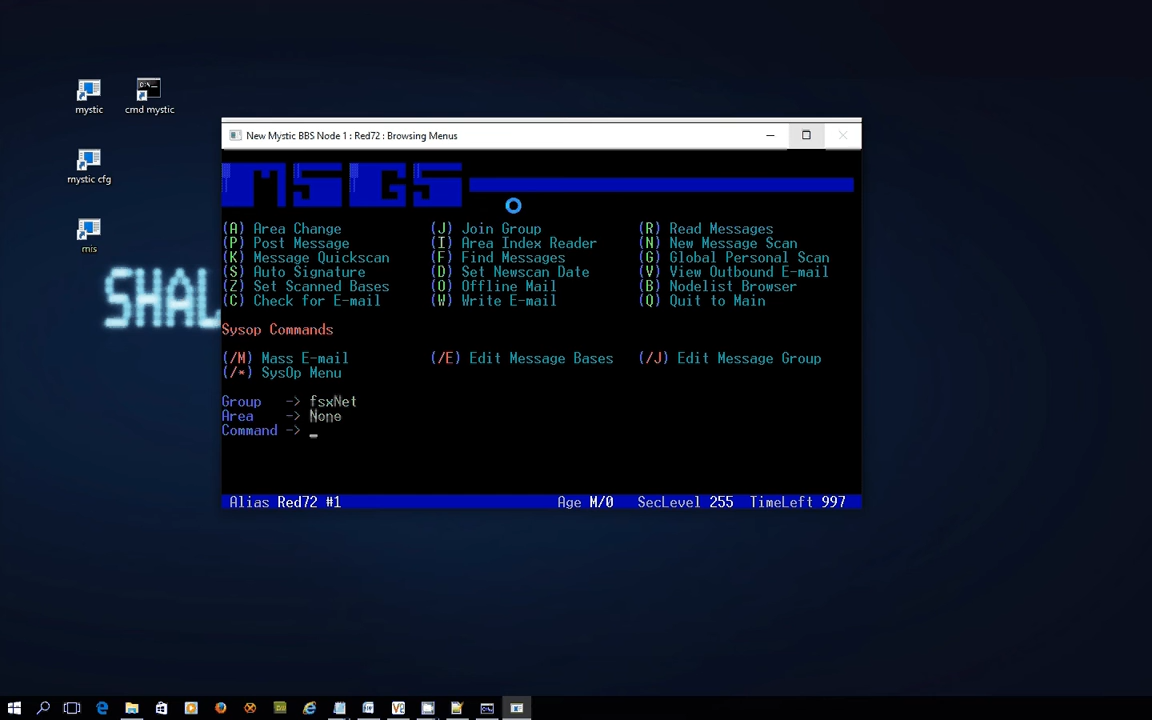 mystic
cmd mystic
mystic cfg
mis
SHAL
New Mystic BBS Node 1 : Red72 : Browsing Menus
MSGS
(A) Area Change (J) Join Group (R) Read Messages
(P) Post Message (I) Area Index Reader (N) New Message Scan
(K) Message Quickscan (F) Find Messages (G) Global Personal Scan
(S) Auto Signature (D) Set Newscan Date (V) View Outbound E-mail
(Z) Set Scanned Bases (O) Offline Mail (B) Nodelist Browser
(C) Check for E-mail (W) Write E-mail (Q) Quit to Main
Sysop Commands
(/M) Mass E-mail (/E) Edit Message Bases (/J) Edit Message Group
(/*) SysOp Menu
Group -> fsxNet
Area -> None
Command -> _
Alias Red72 #1 Age M/0 SecLevel 255 TimeLeft 997